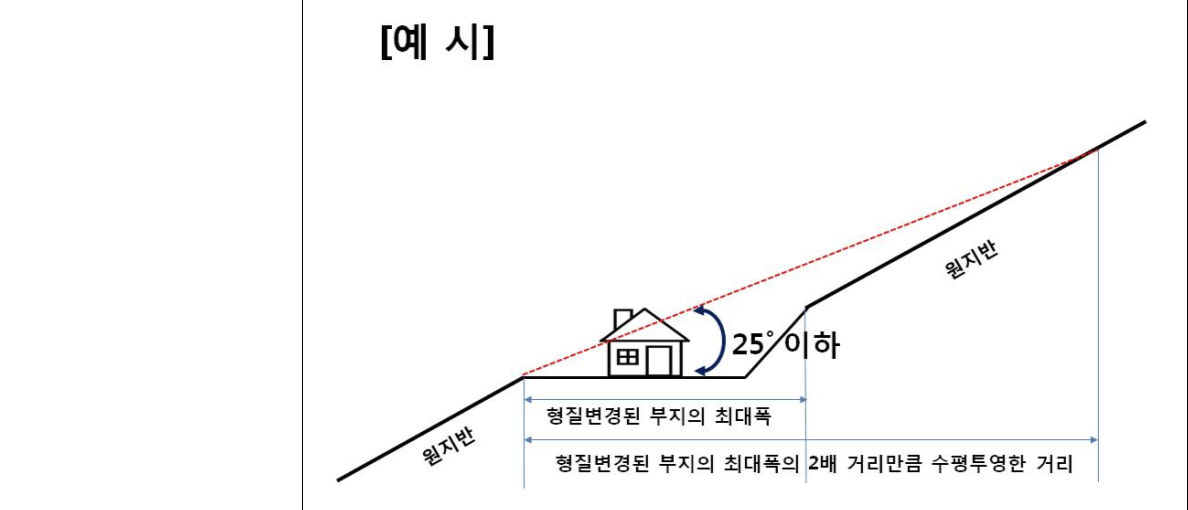 [예 시]
원지반
25° 이하
형질변경된 부지의 최대폭
원지반
형질변경된 부지의 최대폭의 2배 거리만큼 수평투영한 거리